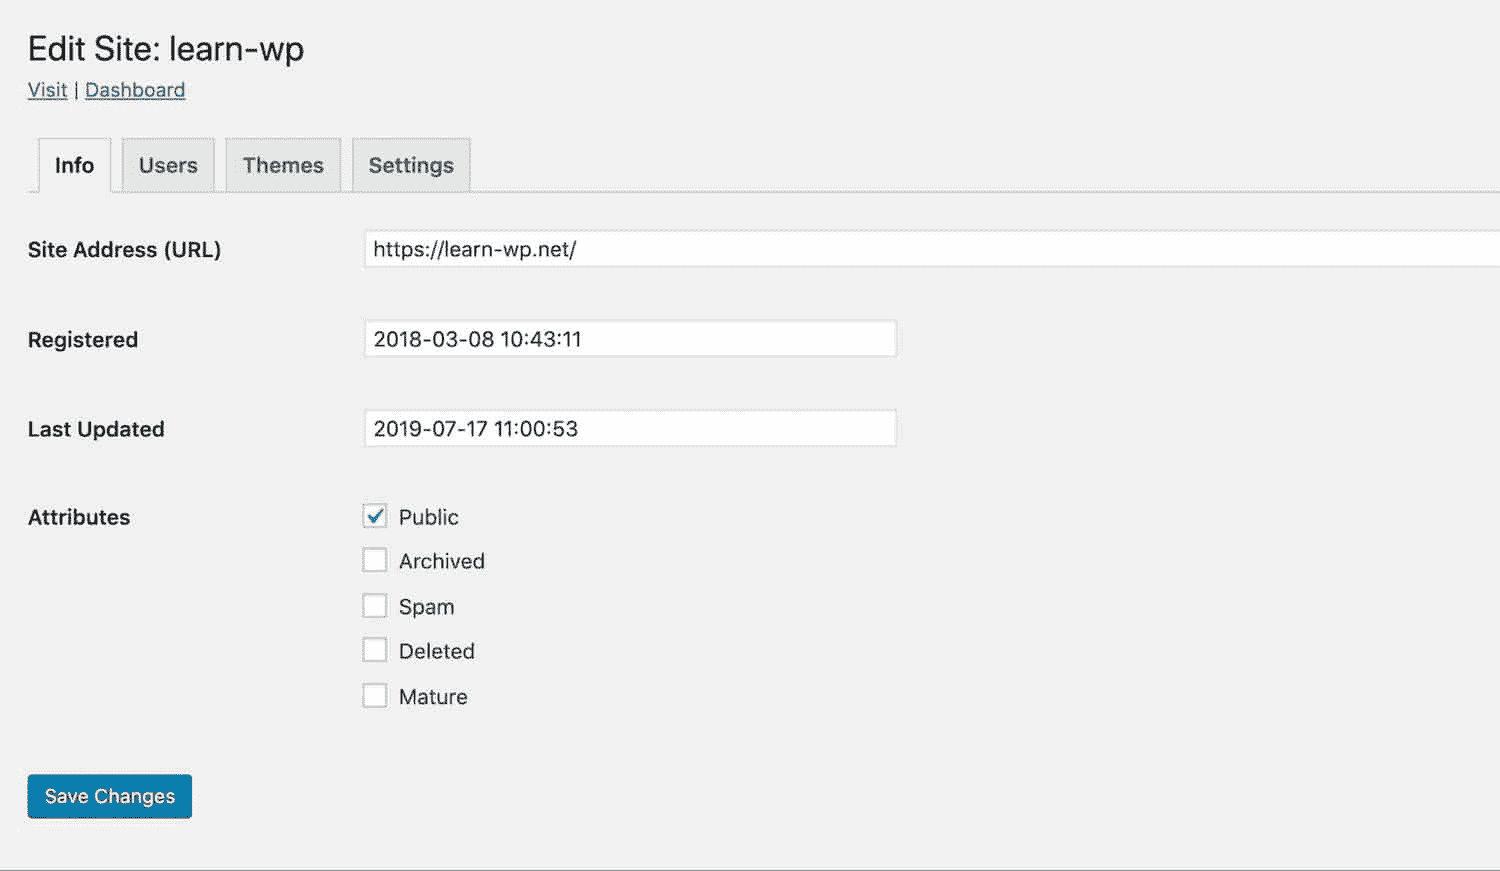 Edit Site: learn-wp
Visit | Dashboard
Info Users Themes Settings
Site Address (URL) https://learn-wp.net/
Registered 2018-03-08 10:43:11
Last Updated 2019-07-17 11:00:53
Attributes Public
Archived
Spam
Deleted
Mature
Save Changes